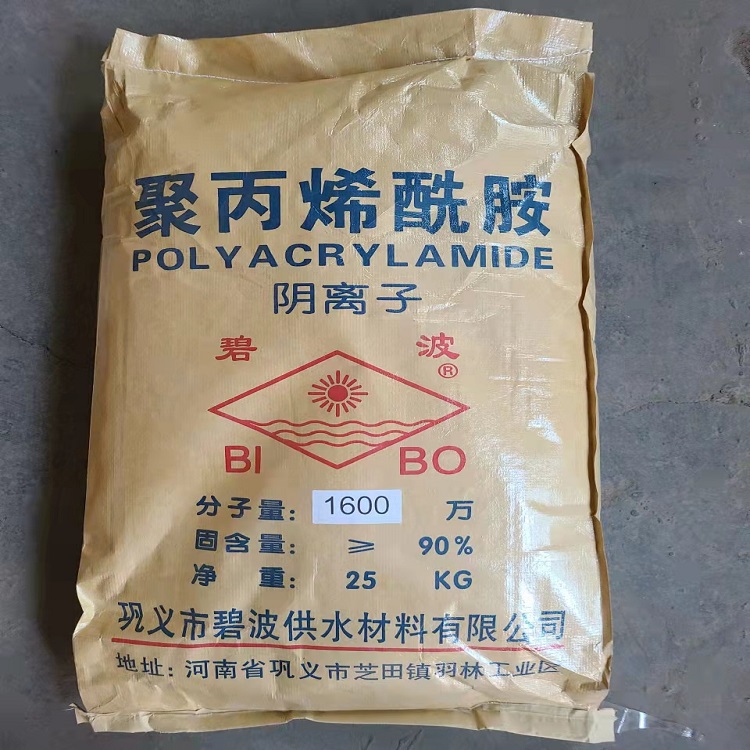 聚丙烯酰胺
POLYACRYLAMIDE
阴离子
碧 波
®
BI BO
分子量: 1600 万
固含量: ≥ 90%
净 重: 25 KG
巩义市碧波供水材料有限公司
地址: 河南省巩义市芝田镇羽林工业区